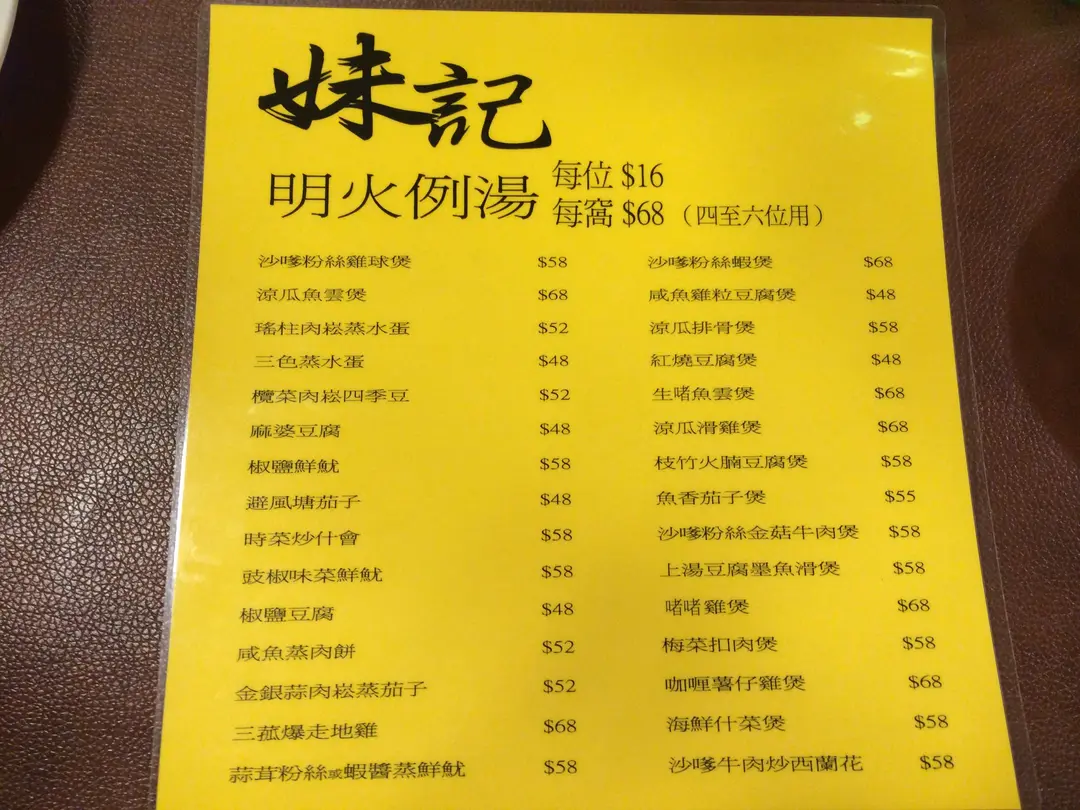 妹記
明火例湯
每位 $16
每窩 $68（四至六位用）
沙嗲粉絲雞球煲 $58
涼瓜魚雲煲 $68
瑤柱肉崧蒸水蛋 $52
三色蒸水蛋 $48
欖菜肉崧四季豆 $52
麻婆豆腐 $48
椒鹽鮮魷 $58
避風塘茄子 $48
時菜炒什會 $58
豉椒味菜鮮魷 $58
椒鹽豆腐 $48
咸魚蒸肉餅 $52
金銀蒜肉崧蒸茄子 $52
三菰爆走地雞 $68
蒜茸粉絲或蝦醬蒸鮮魷 $58
沙嗲粉絲蝦煲 $68
咸魚雞粒豆腐煲 $48
涼瓜排骨煲 $58
紅燒豆腐煲 $48
生啫魚雲煲 $68
涼瓜滑雞煲 $68
枝竹火腩豆腐煲 $58
魚香茄子煲 $55
沙嗲粉絲金菇牛肉煲 $58
上湯豆腐墨魚滑煲 $58
啫啫雞煲 $68
梅菜扣肉煲 $58
咖喱薯仔雞煲 $68
海鮮什菜煲 $58
沙嗲牛肉炒西蘭花 $58